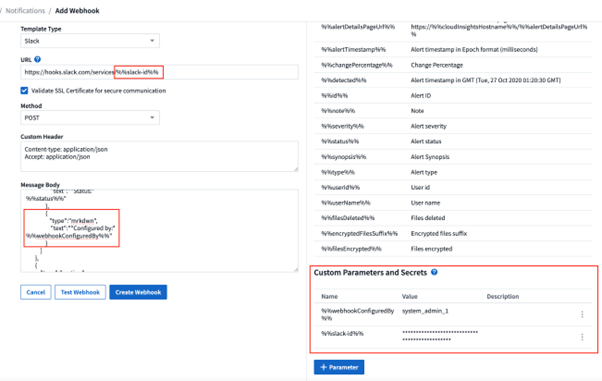 / Notifications / Add Webhook
Template Type
Slack
URL
https://hooks.slack.com/services/%%slack-id%%
Validate SSL Certificate for secure communication
Method
POST
Custom Header
Content-type: application/json
Accept: application/json
Message Body
"text": "*Status:*
%%status%%"
},
{
"type":"mrkdwn",
"text":"*Configured by:*
%%webhookConfiguredBy%%"
}
]
},
{
Cancel
Test Webhook
Create Webhook
%%alertDetailsPageUrl%%
https://%%cloudInsightsHostname%%/%%alertDetailsPageUrl%
%
%%alertTimestamp%%
Alert timestamp in Epoch format (milliseconds)
%%changePercentage%%
Change Percentage
%%detected%%
Alert timestamp in GMT (Tue, 27 Oct 2020 01:20:30 GMT)
%%id%%
Alert ID
%%note%%
Note
%%severity%%
Alert severity
%%status%%
Alert status
%%synopsis%%
Alert Synopsis
%%type%%
Alert type
%%userId%%
User id
%%userName%%
User name
%%filesDeleted%%
Files deleted
%%encryptedFilesSuffix%%
Encrypted files suffix
%%filesEncrypted%%
Files encrypted
Custom Parameters and Secrets
Name
Value
Description
%%webhookConfiguredBy
%%
system_admin_1
%%slack-id%%
+ Parameter